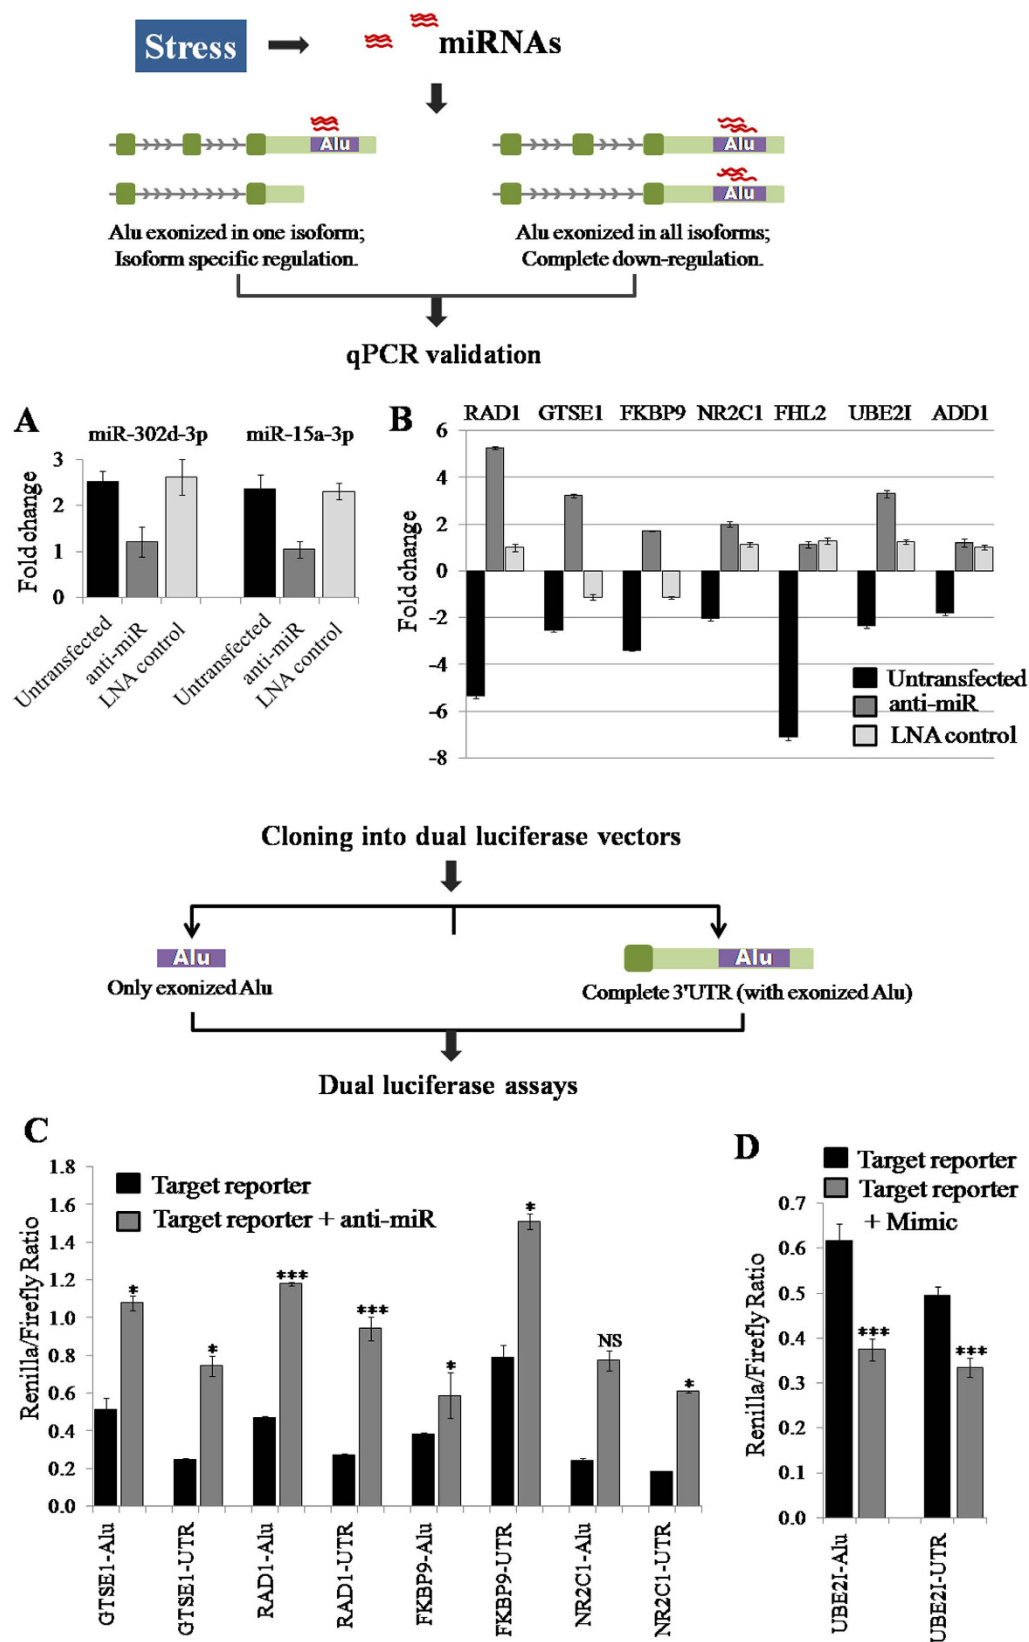 Stress
miRNAs
Alu
Alu
Alu
Alu exonized in one isoform;
Isoform specific regulation.
Alu exonized in all isoforms;
Complete down-regulation.
qPCR validation
A
miR-302d-3p
miR-15a-3p
Fold change
3
2
1
0
Untransfected
anti-miR
LNA control
Untransfected
anti-miR
LNA control
B
RAD1 GTSE1 FKBP9 NR2C1 FHL2 UBE2I ADD1
Fold change
6
4
2
0
-2
-4
-6
-8
Untransfected
anti-miR
LNA control
Cloning into dual luciferase vectors
Alu
Only exonized Alu
Alu
Complete 3'UTR (with exonized Alu)
Dual luciferase assays
C
Renilla/Firefly Ratio
1.8
1.6
1.4
1.2
1.0
0.8
0.6
0.4
0.2
0.0
Target reporter
Target reporter + anti-miR
*
*
***
***
*
*
NS
*
GTSE1-Alu
GTSE1-UTR
RAD1-Alu
RAD1-UTR
FKBP9-Alu
FKBP9-UTR
NR2C1-Alu
NR2C1-UTR
D
Target reporter
Target reporter
+ Mimic
Renilla/Firefly Ratio
0.7
0.6
0.5
0.4
0.3
0.2
0.1
0.0
***
***
UBE2I-Alu
UBE2I-UTR